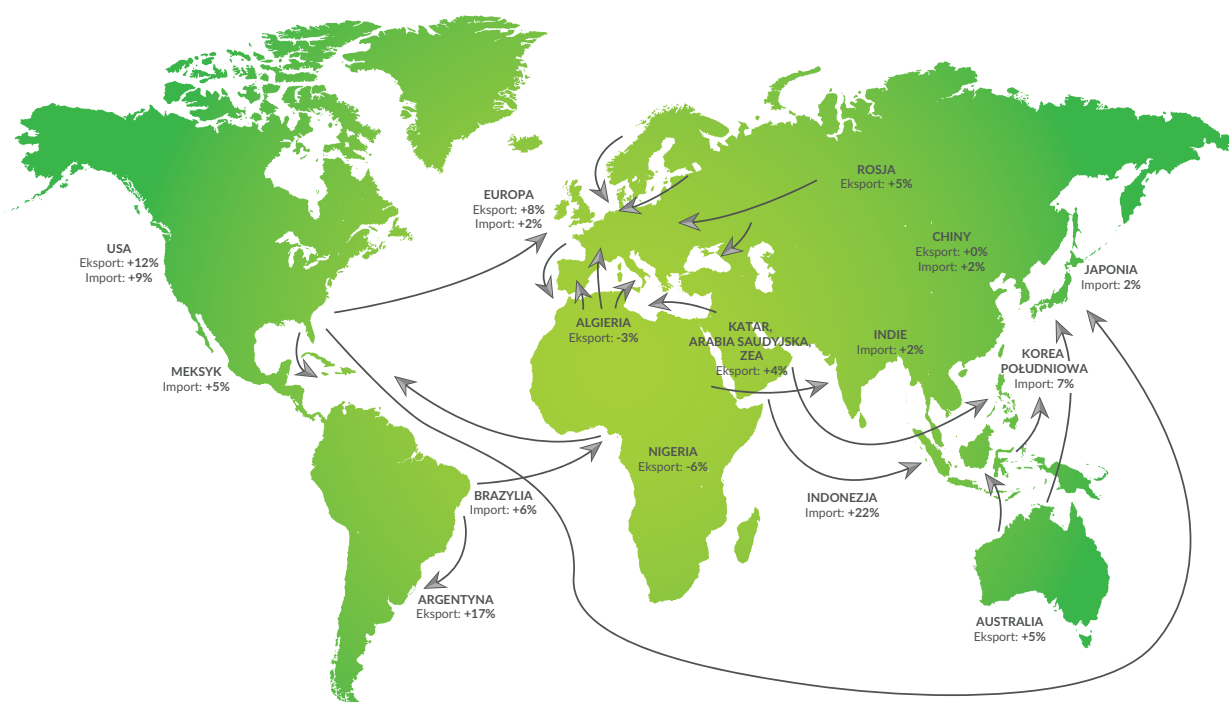 EUROPA
Eksport: +8%
Import: +2%
ROSJA
Eksport: +5%
USA
Eksport: +12%
Import: +9%
CHINY
Eksport: +0%
Import: +2%
JAPONIA
Import: 2%
ALGIERIA
Eksport: -3%
KATAR,
ARABIA SAUDYJSKA,
ZEA
Eksport: +4%
INDIE
Import: +2%
KOREA
POŁUDNIOWA
Import: 7%
MEKSYK
Import: +5%
NIGERIA
Eksport: -6%
BRAZYLIA
Import: +6%
INDONEZJA
Import: +22%
ARGENTYNA
Eksport: +17%
AUSTRALIA
Eksport: +5%